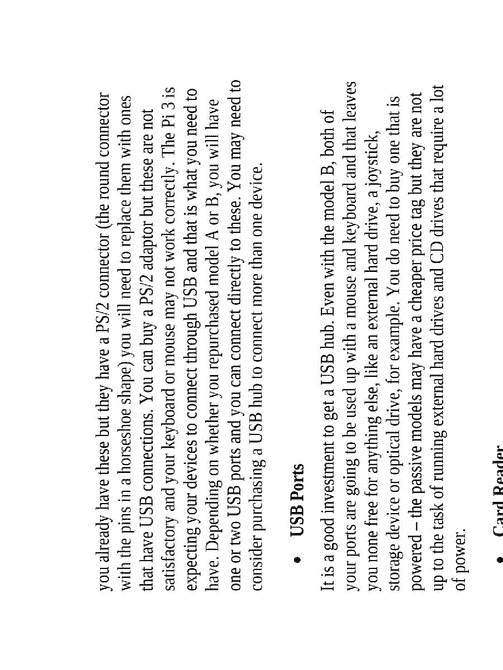 you already have these but they have a PS/2 connector (the round connector
with the pins in a horseshoe shape) you will need to replace them with ones
that have USB connections. You can buy a PS/2 adaptor but these are not
satisfactory and your keyboard or mouse may not work correctly. The Pi 3 is
expecting your devices to connect through USB and that is what you need to
have. Depending on whether you repurchased model A or B, you will have
one or two USB ports and you can connect directly to these. You may need to
consider purchasing a USB hub to connect more than one device.
• USB Ports
It is a good investment to get a USB hub. Even with the model B, both of
your ports are going to be used up with a mouse and keyboard and that leaves
you none free for anything else, like an external hard drive, a joystick,
storage device or optical drive, for example. You do need to buy one that is
powered – the passive models may have a cheaper price tag but they are not
up to the task of running external hard drives and CD drives that require a lot
of power.
• Card Reader